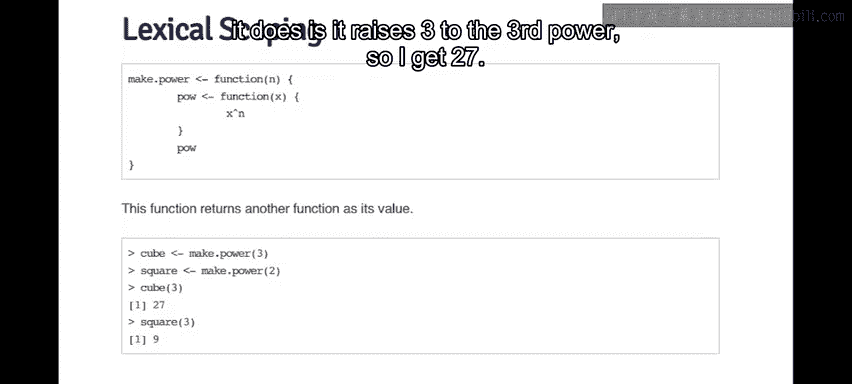 Lexical Scoping
it does is it raises 3 to the 3rd power,
so I get 27.
make.power <- function(n) {
pow <- function(x) {
x^n
}
pow
}
This function returns another function as its value.
> cube <- make.power(3)
> square <- make.power(2)
> cube(3)
[1] 27
> square(3)
[1] 9